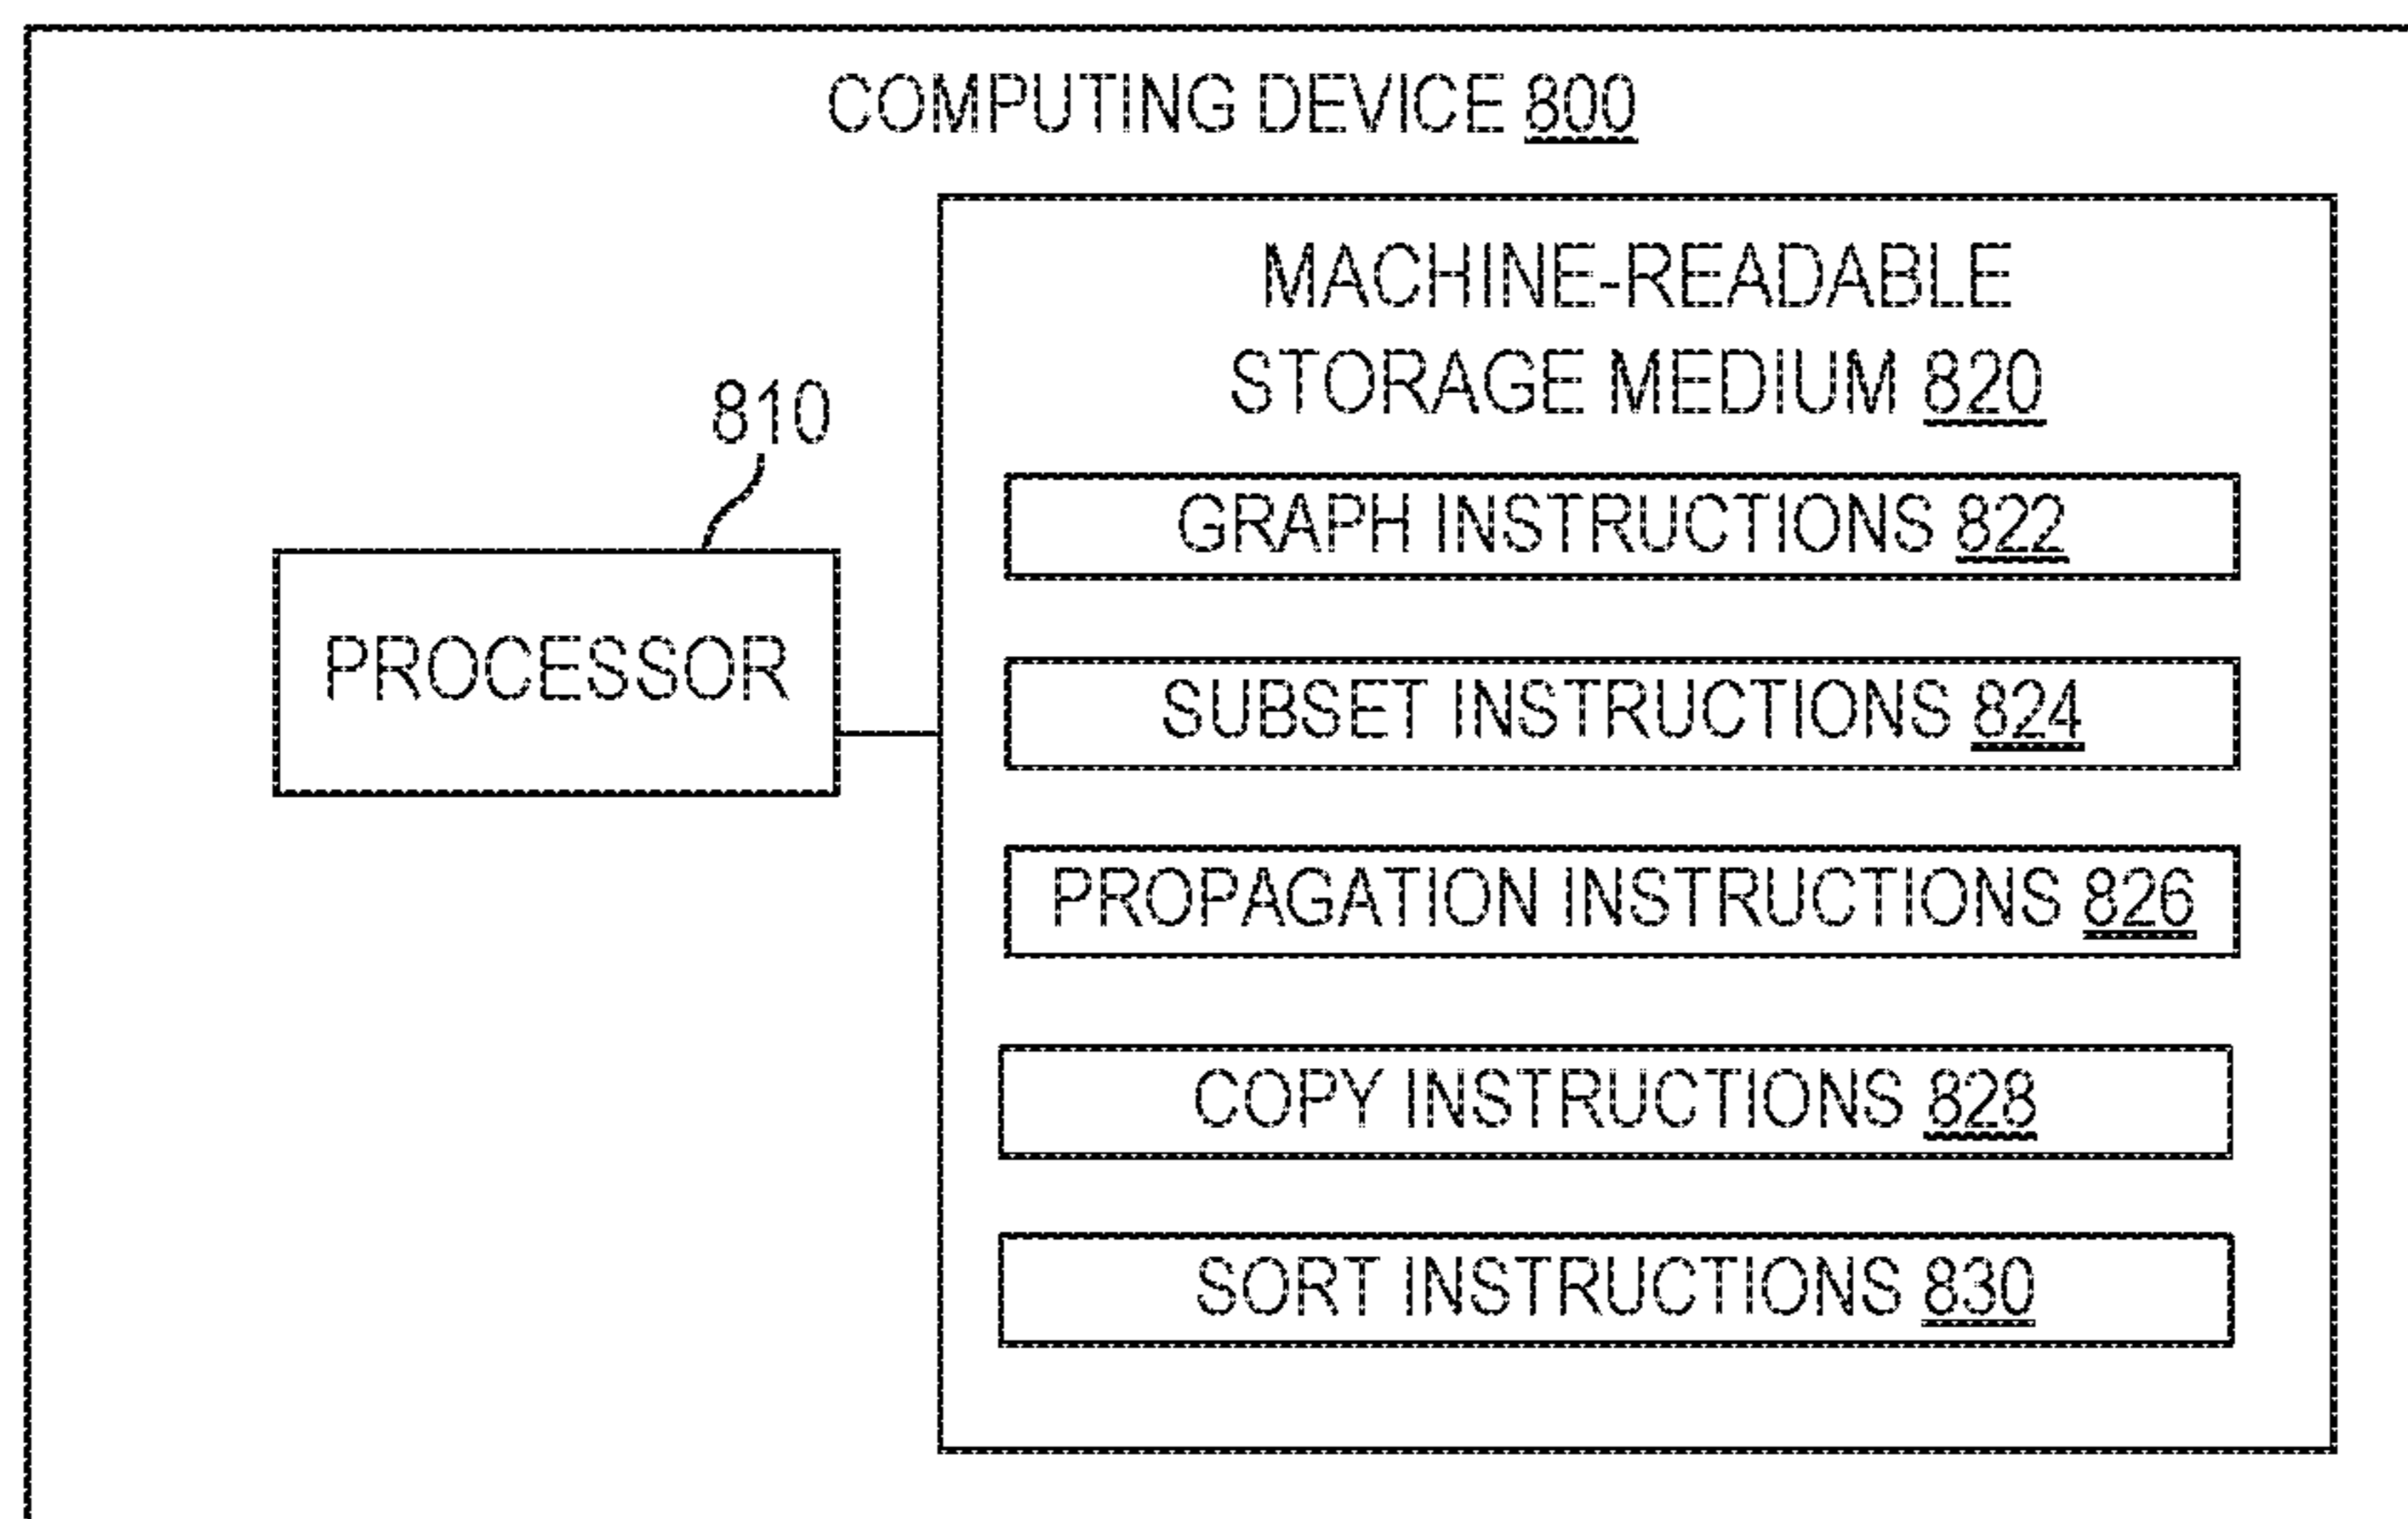 COMPUTING DEVICE 800
MACHINE-READABLE
STORAGE MEDIUM 820
810
PROCESSOR
GRAPH INSTRUCTIONS 822
SUBSET INSTRUCTIONS 824
PROPAGATION INSTRUCTIONS 826
COPY INSTRUCTIONS 828
SORT INSTRUCTIONS 830